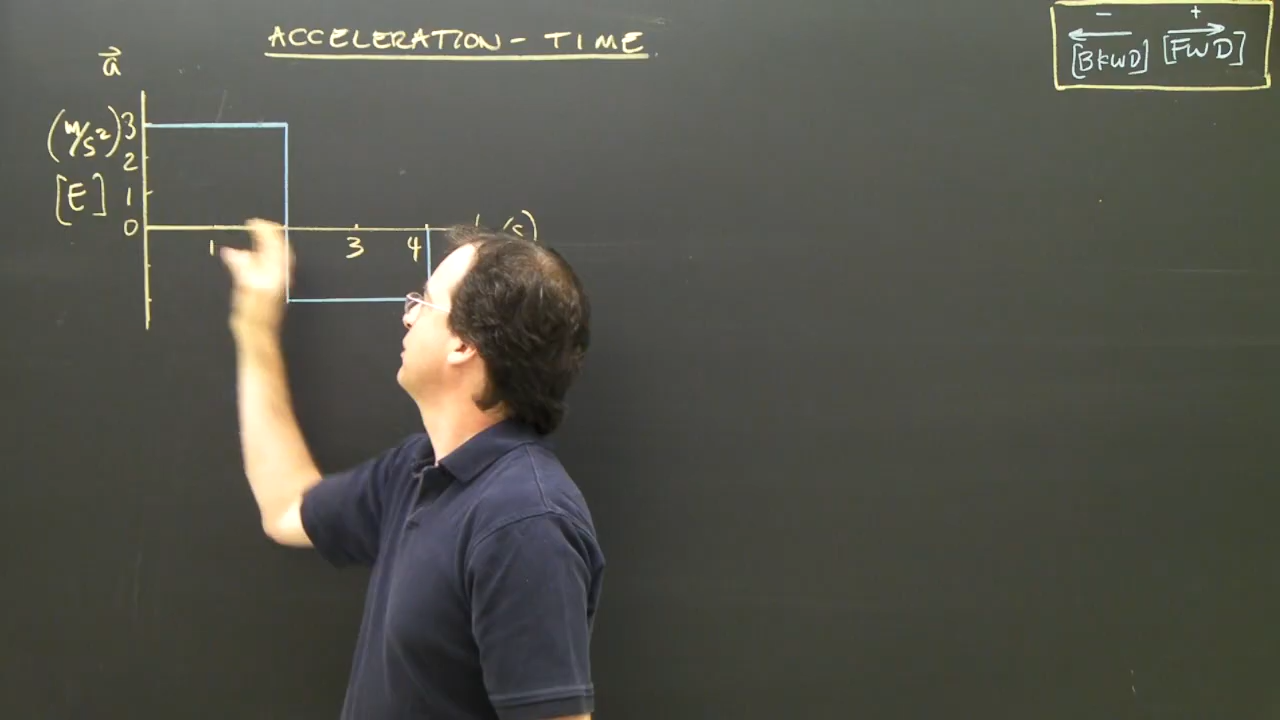 ACCELERATION - TIME
- +
[BKWD] [FWD]
a
(m/s²) 3
2
[E] 1
0
1 3 4
(s)